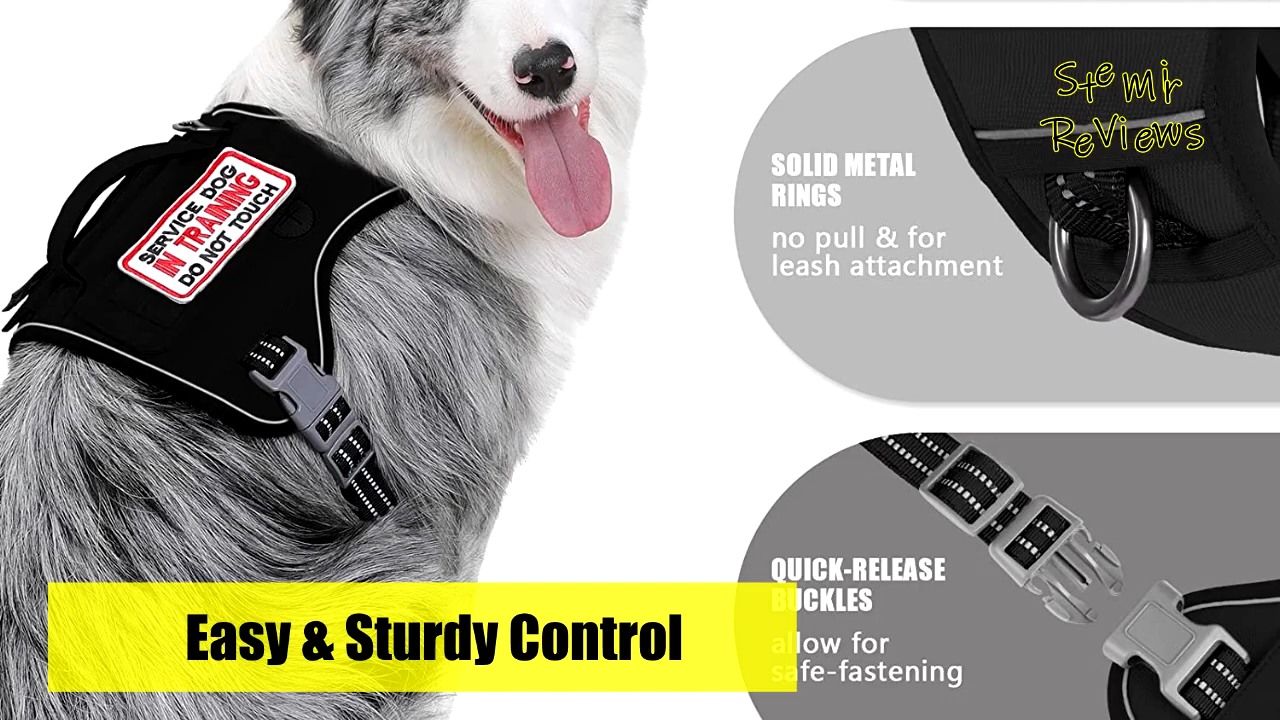 SERVICE DOG
IN TRAINING
DO NOT TOUCH
Stemir
Reviews
SOLID METAL
RINGS
no pull & for
leash attachment
QUICK-RELEASE
BUCKLES
allow for
safe-fastening
Easy & Sturdy Control